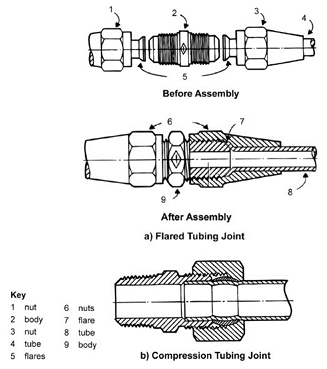 1 2 3 4
5
Before Assembly
6 7
9 8
After Assembly
a) Flared Tubing Joint
Key
1 nut 6 nuts
2 body 7 flare
3 nut 8 tube
4 tube 9 body
5 flares
b) Compression Tubing Joint